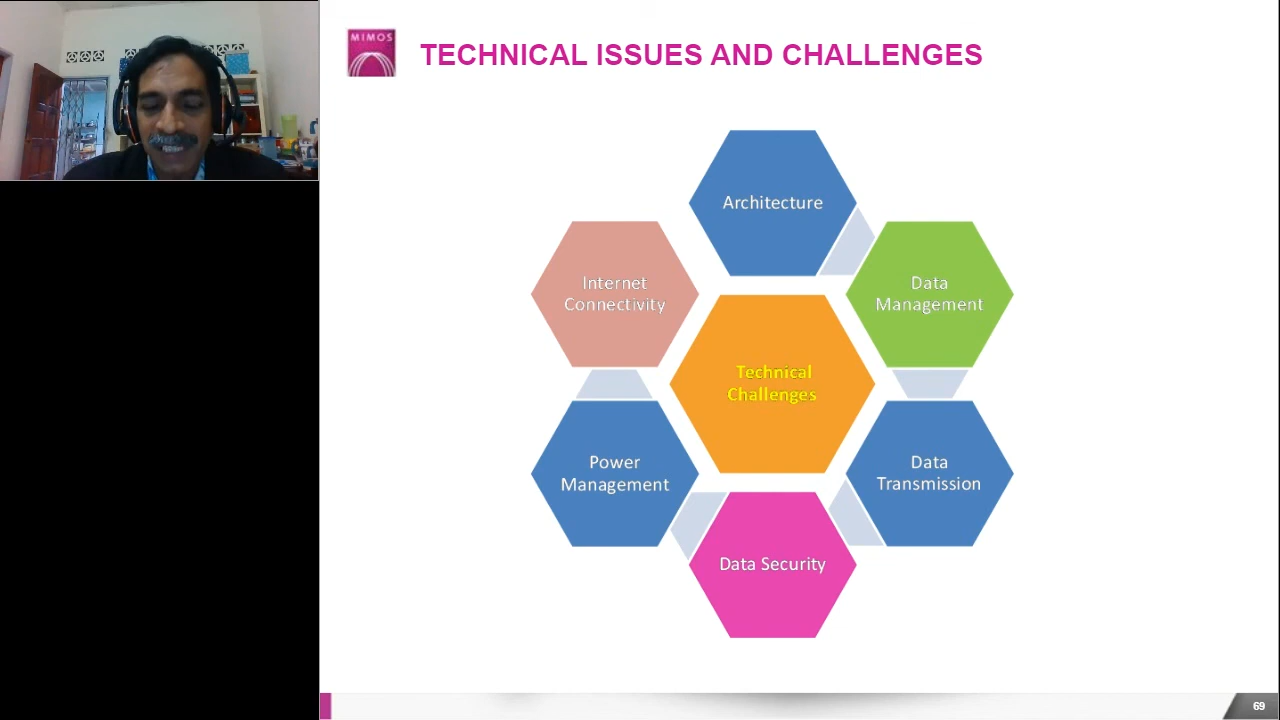 MIMOS
TECHNICAL ISSUES AND CHALLENGES
Architecture
Internet
Connectivity
Data
Management
Technical
Challenges
Power
Management
Data
Transmission
Data Security
69